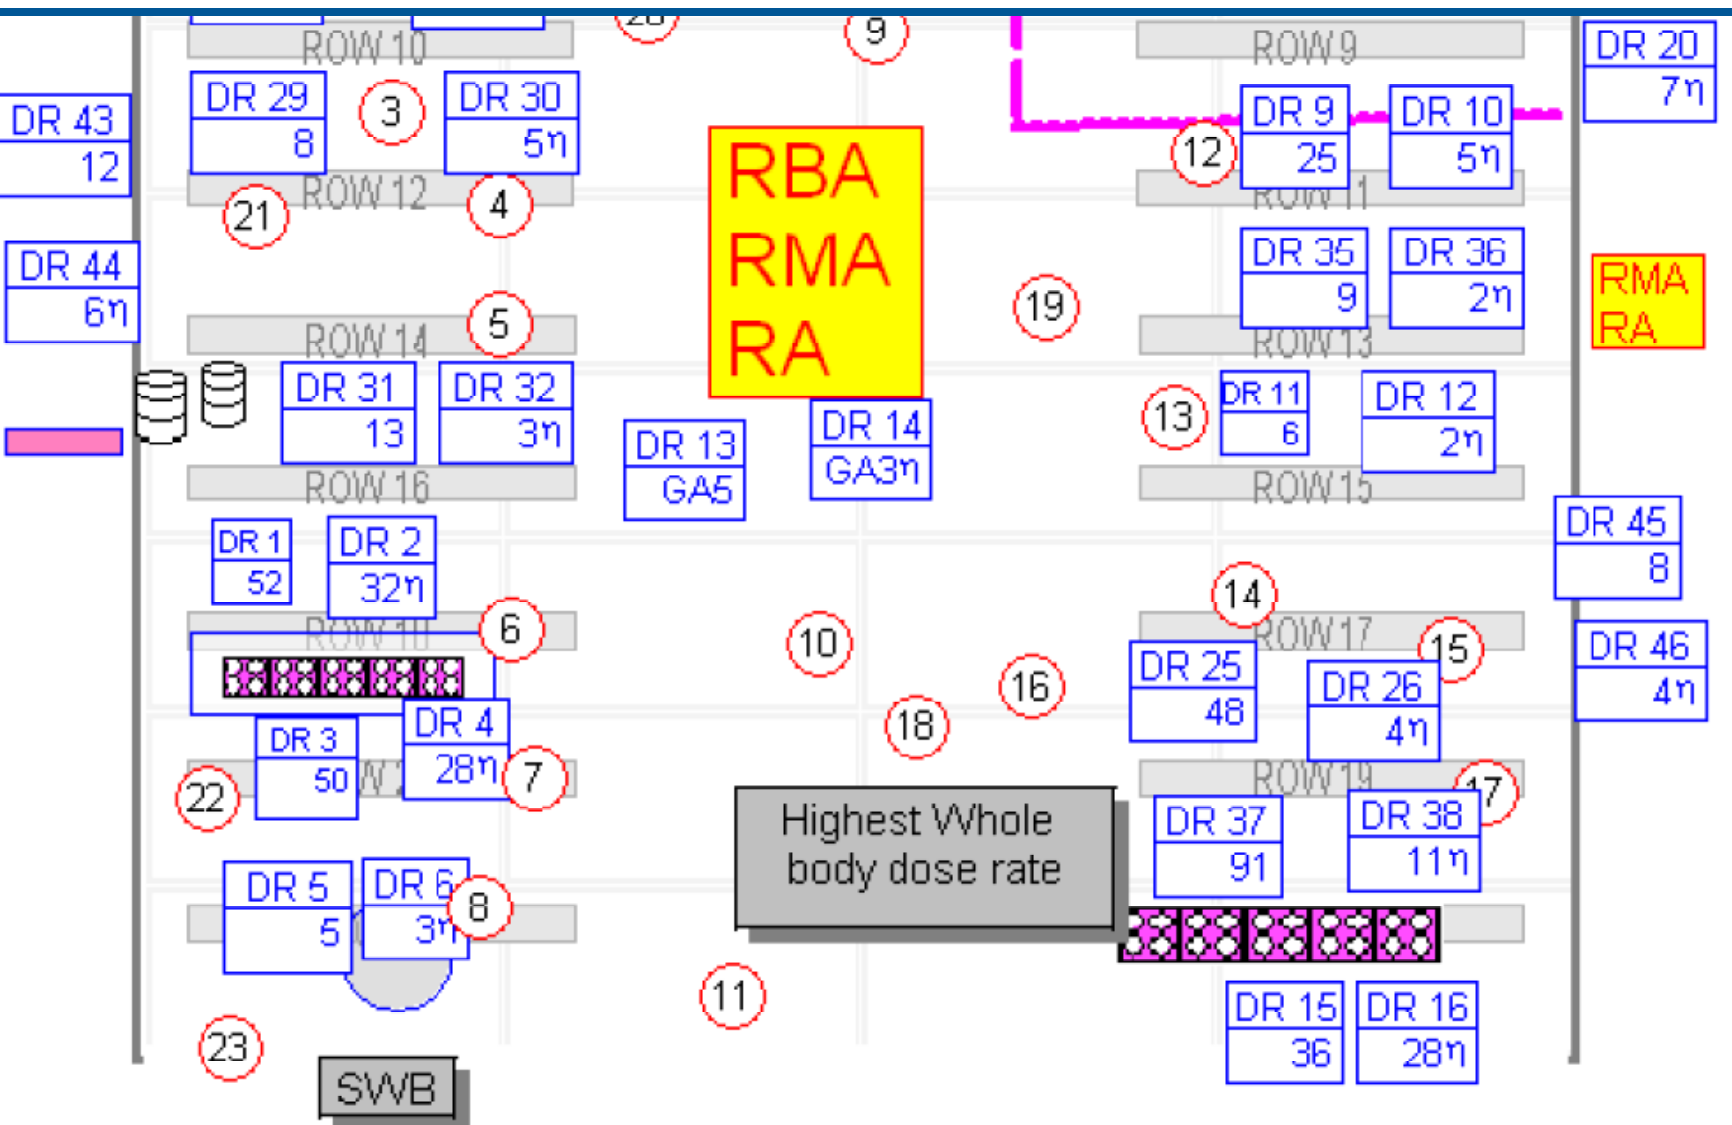 ROW 10
9
ROW 9
DR 20
7η
DR 29
8
3
DR 30
5η
DR 43
12
DR 9
25
DR 10
5η
12
RBA
RMA
RA
ROW 12
21
4
ROW 11
DR 44
6η
DR 35
9
DR 36
2η
RMA
RA
19
5
ROW 14
ROW 13
DR 31
13
DR 32
3η
DR 13
GA5
DR 14
GA3η
13
DR 11
6
DR 12
2η
ROW 16
ROW 15
DR 1
52
DR 2
32η
DR 45
8
14
6
10
ROW 17
15
DR 46
4η
16
DR 25
48
DR 26
4η
18
DR 3
50
DR 4
28η
7
22
ROW 19
17
Highest Whole
body dose rate
DR 37
91
DR 38
11η
DR 5
5
DR 6
3η
8
11
DR 15
36
DR 16
28η
23
SWB